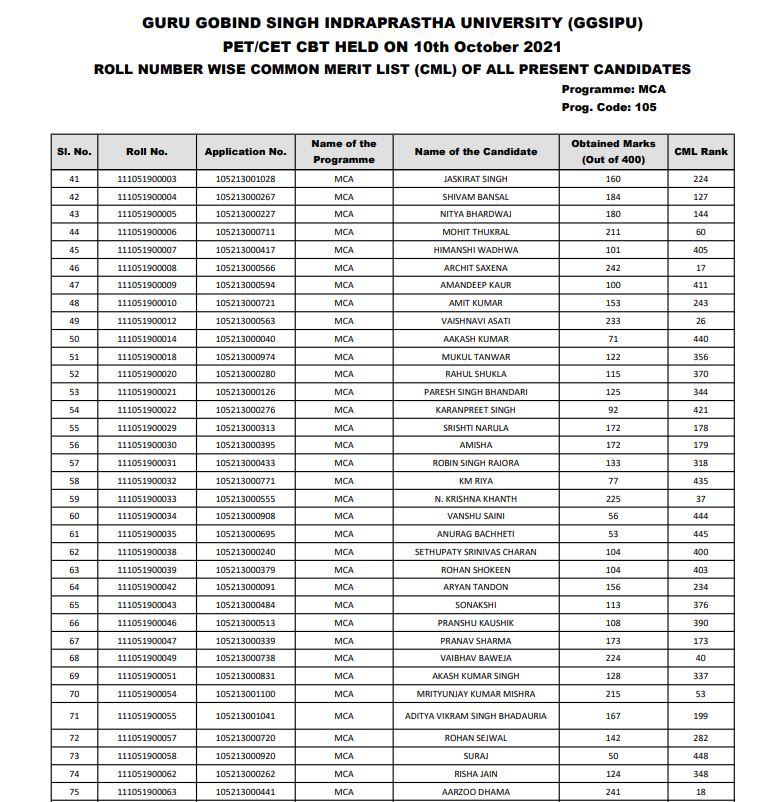 GURU GOBIND SINGH INDRAPRASTHA UNIVERSITY (GGSIPU)
PET/CET CBT HELD ON 10th October 2021
ROLL NUMBER WISE COMMON MERIT LIST (CML) OF ALL PRESENT CANDIDATES
Programme: MCA
Prog. Code: 105
Sl. No. Roll No. Application No. Name of the Programme Name of the Candidate Obtained Marks (Out of 400) CML Rank
41 111051900003 105213001028 MCA JASKIRAT SINGH 160 224
42 111051900004 105213000267 MCA SHIVAM BANSAL 184 127
43 111051900005 105213000227 MCA NITYA BHARDWAJ 180 144
44 111051900006 105213000711 MCA MOHIT THUKRAL 211 60
45 111051900007 105213000417 MCA HIMANSHI WADHWA 101 405
46 111051900008 105213000566 MCA ARCHIT SAXENA 242 17
47 111051900009 105213000594 MCA AMANDEEP KAUR 100 411
48 111051900010 105213000721 MCA AMIT KUMAR 153 243
49 111051900012 105213000563 MCA VAISHNAVI ASATI 233 26
50 111051900014 105213000040 MCA AAKASH KUMAR 71 440
51 111051900018 105213000974 MCA MUKUL TANWAR 122 356
52 111051900020 105213000280 MCA RAHUL SHUKLA 115 370
53 111051900021 105213000126 MCA PARESH SINGH BHANDARI 125 344
54 111051900022 105213000276 MCA KARANPREET SINGH 92 421
55 111051900029 105213000313 MCA SRISHTI NARULA 172 178
56 111051900030 105213000395 MCA AMISHA 172 179
57 111051900031 105213000433 MCA ROBIN SINGH RAJORA 133 318
58 111051900032 105213000771 MCA KM RIYA 77 435
59 111051900033 105213000555 MCA N. KRISHNA KHANTH 225 37
60 111051900034 105213000908 MCA VANSHU SAINI 56 444
61 111051900035 105213000695 MCA ANURAG BACHHETI 53 445
62 111051900038 105213000240 MCA SETHUPATY SRINIVAS CHARAN 104 400
63 111051900039 105213000379 MCA ROHAN SHOKEEN 104 403
64 111051900042 105213000091 MCA ARYAN TANDON 156 234
65 111051900043 105213000484 MCA SONAKSHI 113 376
66 111051900046 105213000513 MCA PRANSHU KAUSHIK 108 390
67 111051900047 105213000339 MCA PRANAV SHARMA 173 173
68 111051900049 105213000738 MCA VAIBHAV BAWEJA 224 40
69 111051900051 105213000831 MCA AKASH KUMAR SINGH 128 337
70 111051900054 105213001100 MCA MRITYUNJAY KUMAR MISHRA 215 53
71 111051900055 105213001041 MCA ADITYA VIKRAM SINGH BHADAURIA 167 199
72 111051900057 105213000720 MCA ROHAN SEJWAL 142 282
73 111051900058 105213000920 MCA SURAJ 50 448
74 111051900062 105213000262 MCA RISHA JAIN 124 348
75 111051900063 105213000441 MCA AARZOO DHAMA 241 18